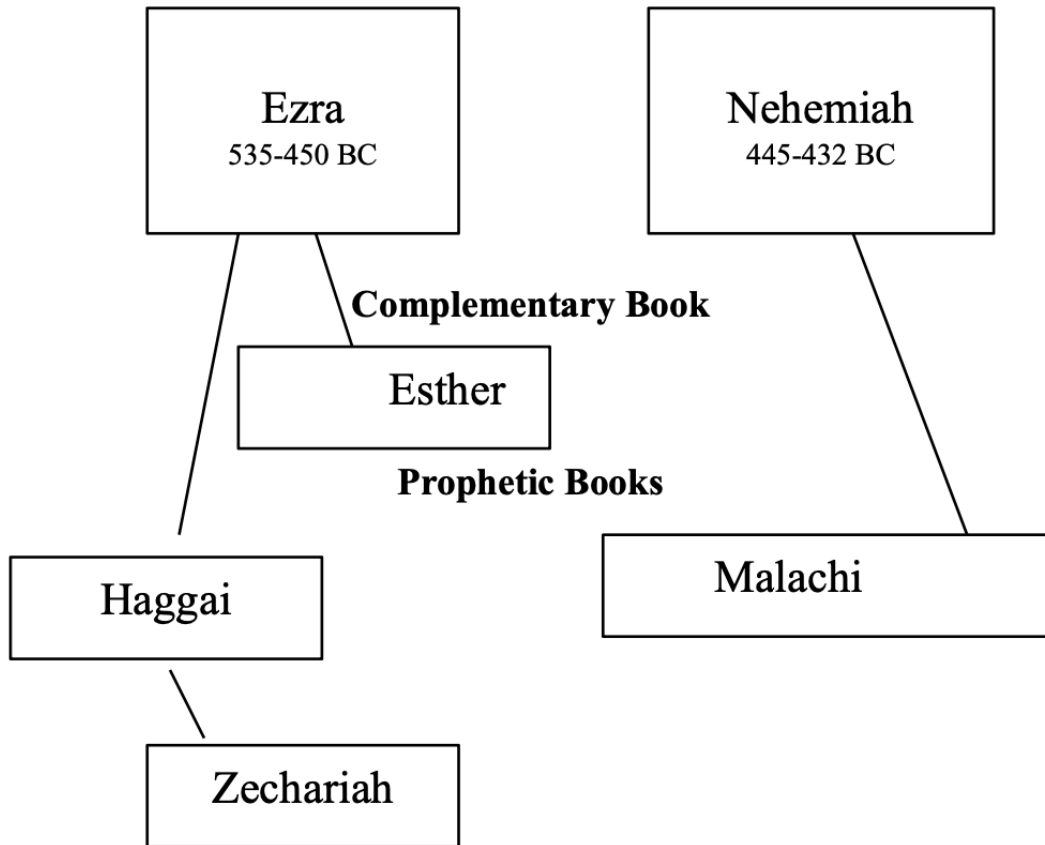 Ezra
535-450 BC
Nehemiah
445-432 BC
Complementary Book
Esther
Prophetic Books
Haggai
Malachi
Zechariah